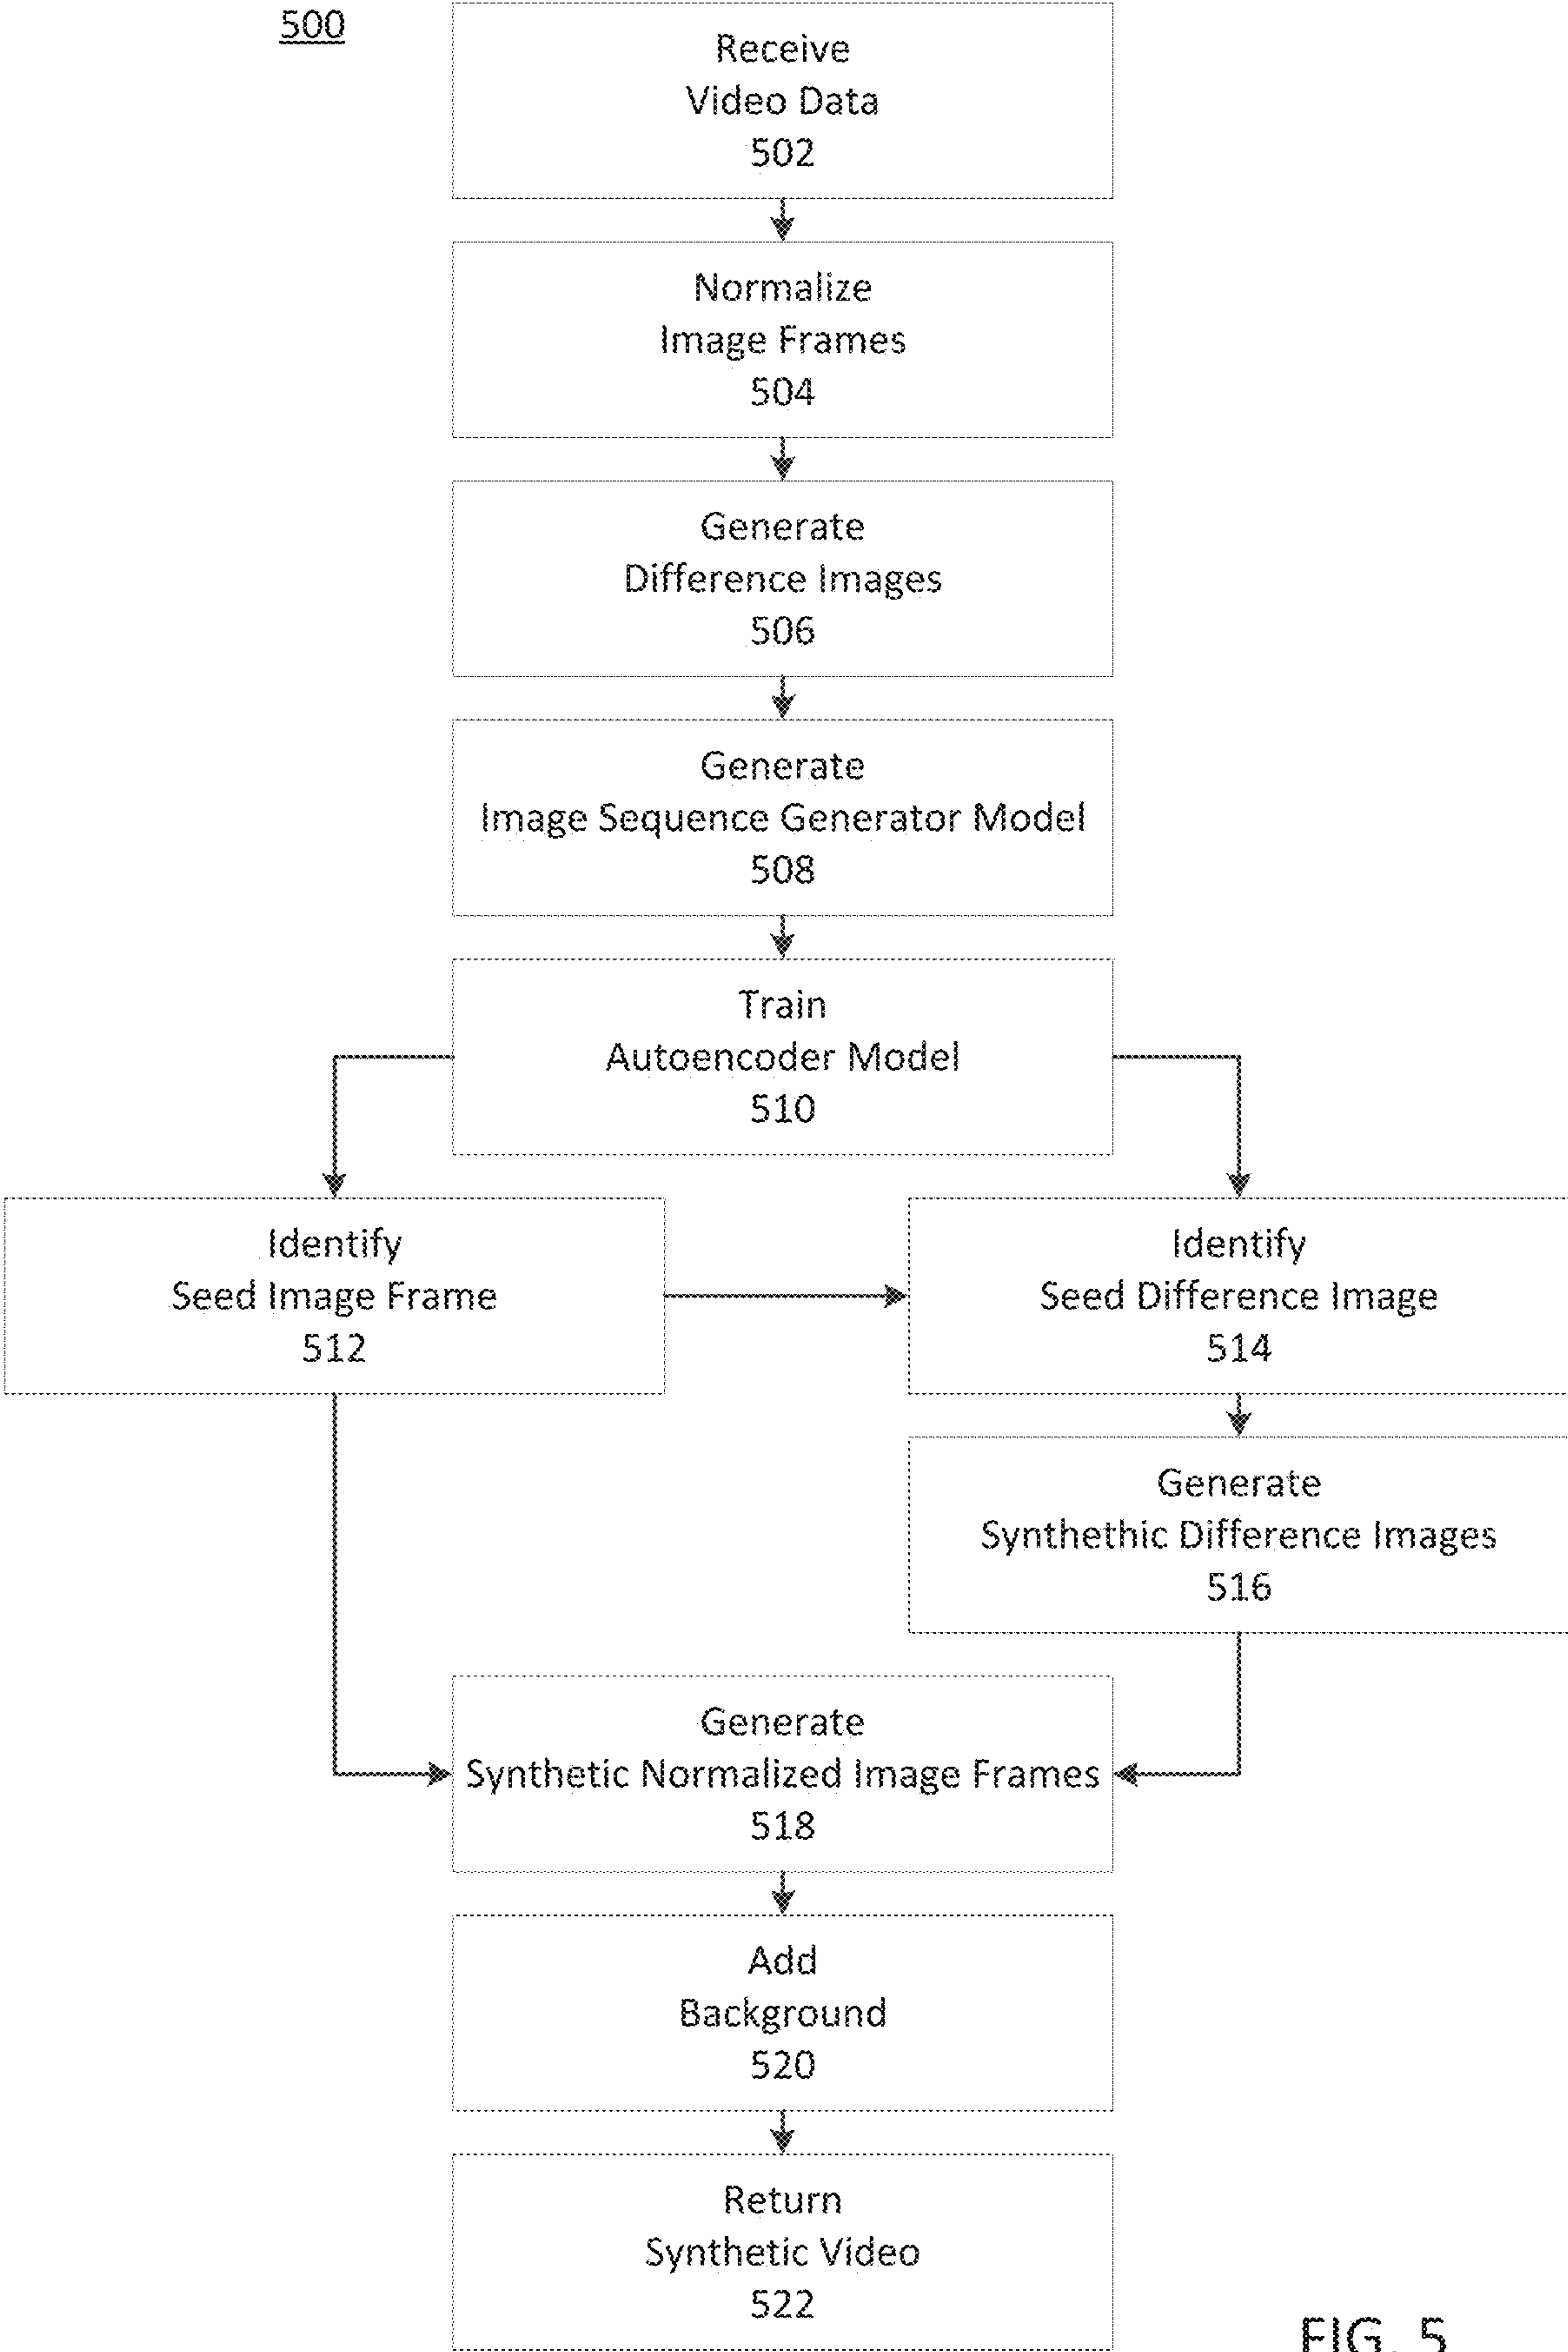 500
Receive
Video Data
502
Normalize
Image Frames
504
Generate
Difference Images
506
Generate
Image Sequence Generator Model
508
Train
Autoencoder Model
510
Identify
Seed Image Frame
512
Identify
Seed Difference Image
514
Generate
Synthethic Difference Images
516
Generate
Synthetic Normalized Image Frames
518
Add
Background
520
Return
Synthetic Video
522
FIG. 5